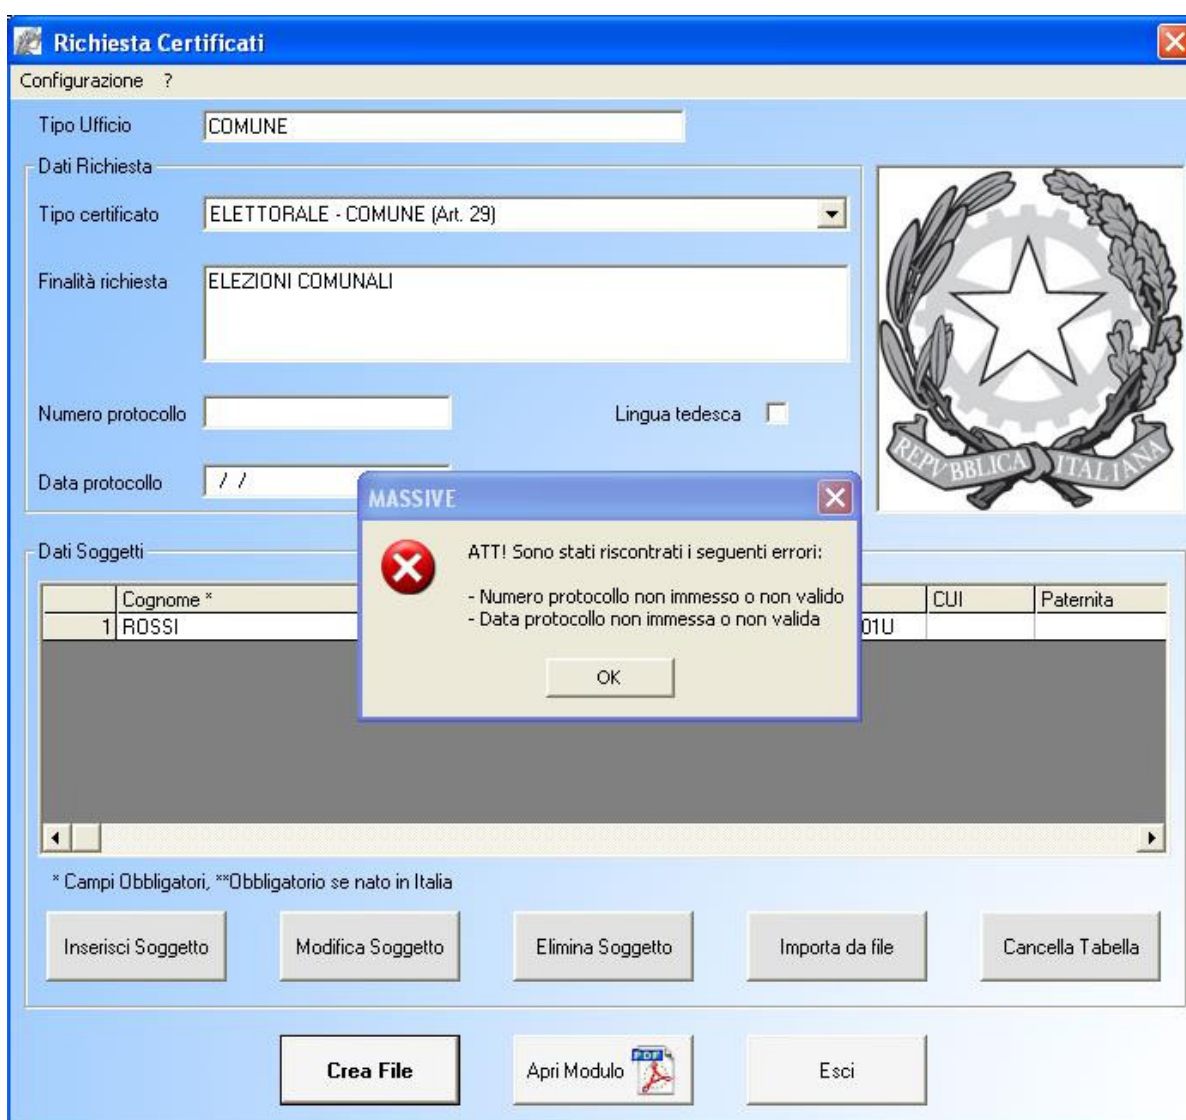 Richiesta Certificati
Configurazione ?
Tipo Ufficio COMUNE
Dati Richiesta
Tipo certificato ELETTORALE - COMUNE (Art. 29)
Finalità richiesta ELEZIONI COMUNALI
Numero protocollo Lingua tedesca
Data protocollo / /
REPVBBLICA ITALIANA
MASSIVE
ATT! Sono stati riscontrati i seguenti errori:
- Numero protocollo non immesso o non valido
- Data protocollo non immessa o non valida
OK
Dati Soggetti
Cognome * CUI Paternita
1 ROSSI 01U
* Campi Obbligatori, **Obbligatorio se nato in Italia
Inserisci Soggetto Modifica Soggetto Elimina Soggetto Importa da file Cancella Tabella
Crea File Apri Modulo PDF Esci